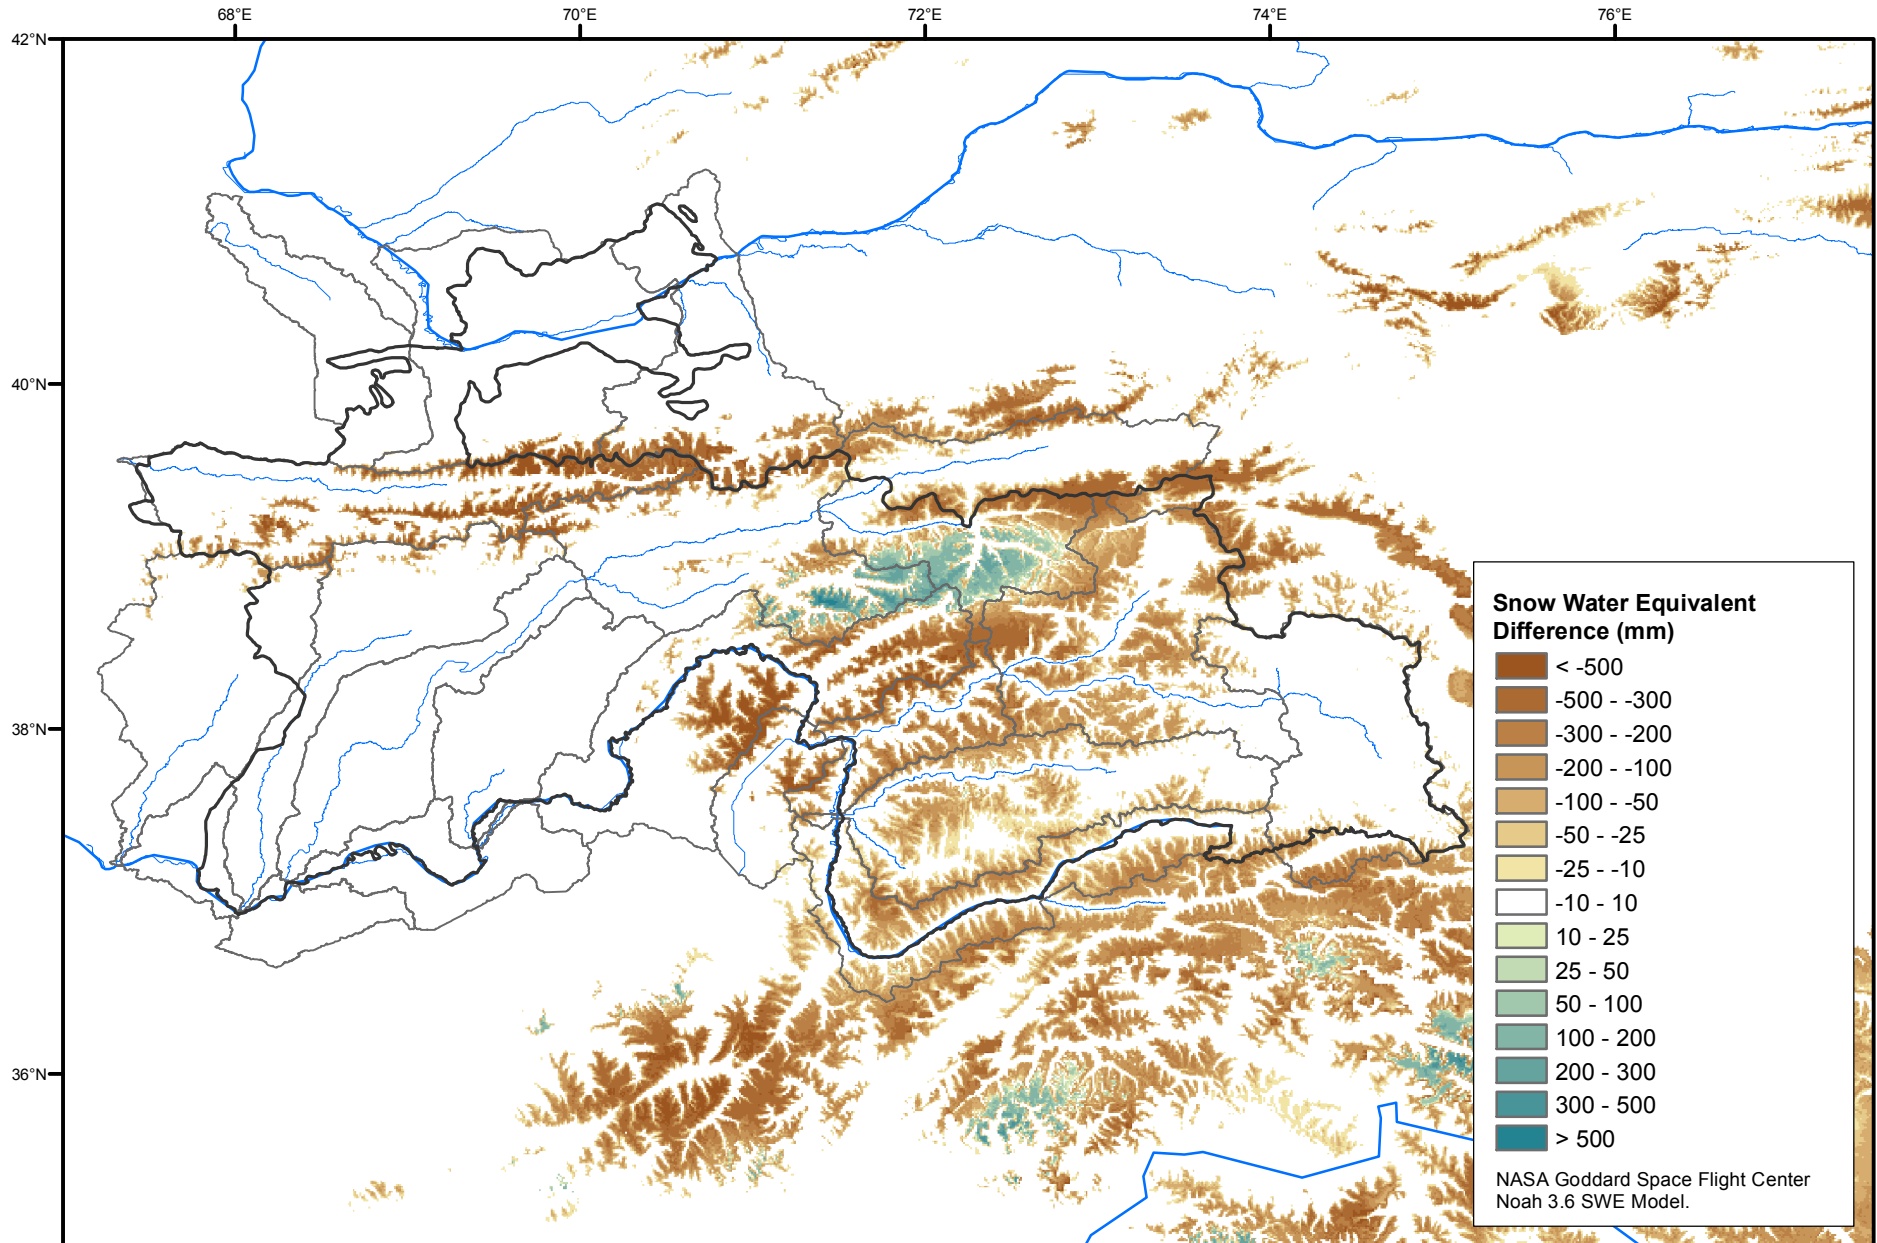 68°E 70°E 72°E 74°E 76°E
42°N
40°N
38°N
36°N
Snow Water Equivalent
Difference (mm)
< -500
-500 - -300
-300 - -200
-200 - -100
-100 - -50
-50 - -25
-25 - -10
-10 - 10
10 - 25
25 - 50
50 - 100
100 - 200
200 - 300
300 - 500
> 500
NASA Goddard Space Flight Center
Noah 3.6 SWE Model.